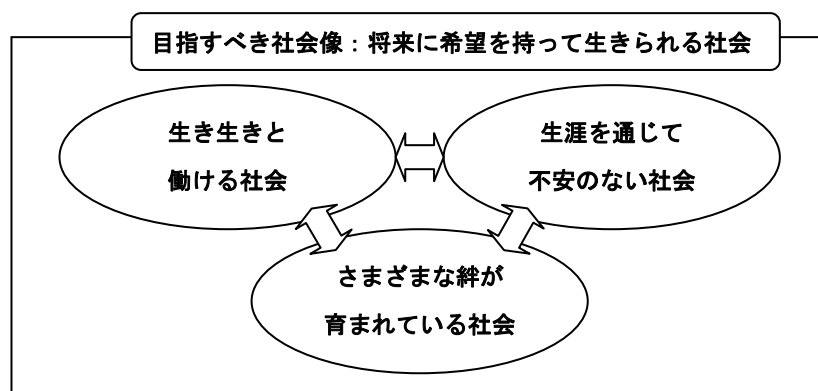 目指すべき社会像：将来に希望を持って生きられる社会
生き生きと
働ける社会
生涯を通じて
不安のない社会
さまざまな絆が
育まれている社会